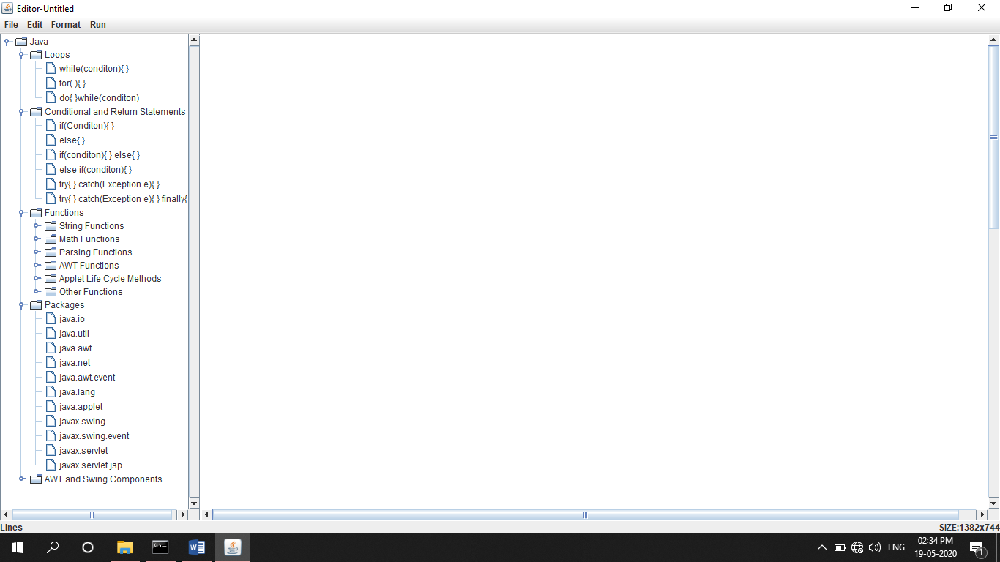 Editor-Untitled
File Edit Format Run
Java
Loops
while(conditon){ }
for( ){ }
do{ }while(conditon)
Conditional and Return Statements
if(Conditon){ }
else{ }
if(conditon){ } else{ }
else if(conditon){ }
try{ } catch(Exception e){ }
try{ } catch(Exception e){ } finally{
Functions
String Functions
Math Functions
Parsing Functions
AWT Functions
Applet Life Cycle Methods
Other Functions
Packages
java.io
java.util
java.awt
java.net
java.awt.event
java.lang
java.applet
javax.swing
javax.swing.event
javax.servlet
javax.servlet.jsp
AWT and Swing Components
Lines SIZE:1382x744
ENG 02:34 PM
19-05-2020
1